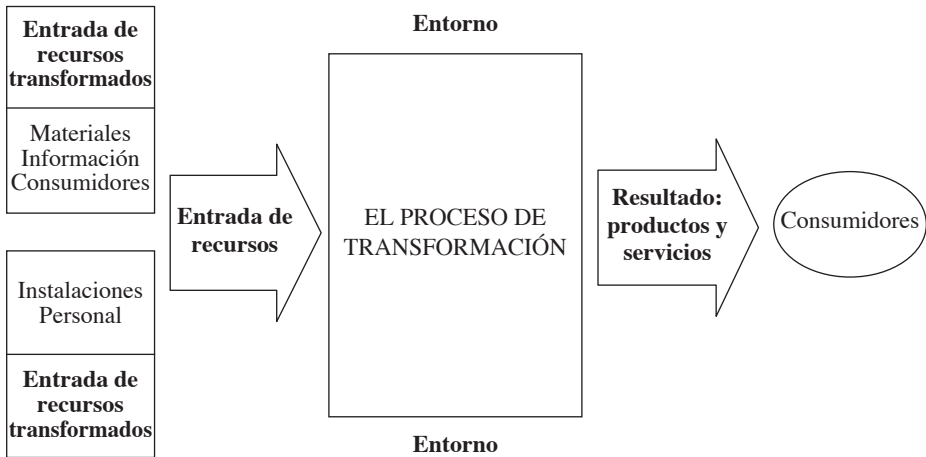 Entrada de
recursos
transformados
Materiales
Información
Consumidores
Instalaciones
Personal
Entrada de
recursos
transformados
Entrada de
recursos
Entorno
EL PROCESO DE
TRANSFORMACIÓN
Entorno
Resultado:
productos y
servicios
Consumidores